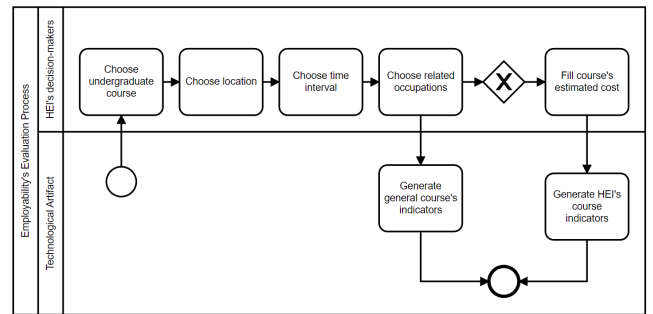 Employability's Evaluation Process
HEI's decision-makers
Choose
undergraduate
course
Choose location
Choose time
interval
Choose related
occupations
X
Fill course's
estimated cost
Technological Artifact
Generate
general course's
indicators
Generate HEI's
course
indicators